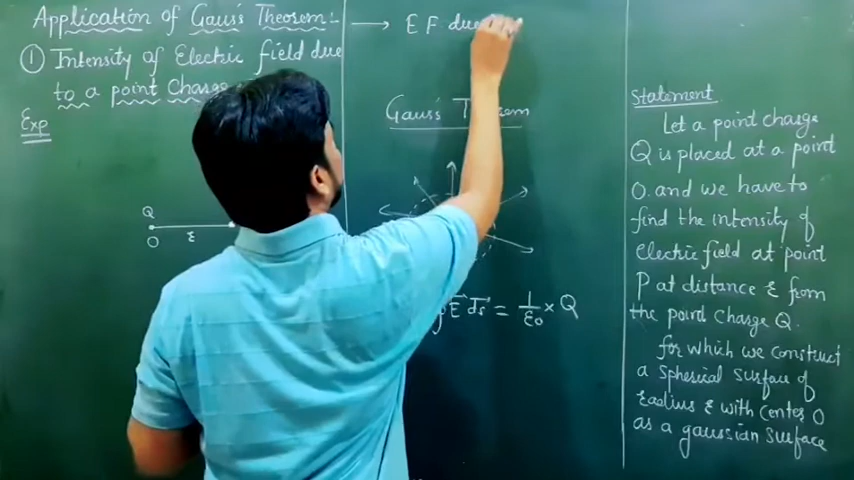 Application of Gauss' Theorem
① Intensity of Electric field due
to a point Charge
Exp
Q
O r
→ E F due
Gauss Theorem
E ds = 1/ε₀ × Q
Statement
Let a point charge
Q is placed at a point
O and we have to
find the intensity of
electric field at point
P at distance r from
the point charge Q.
for which we construct
a spherical surface of
radius r with center O
as a gaussian surface